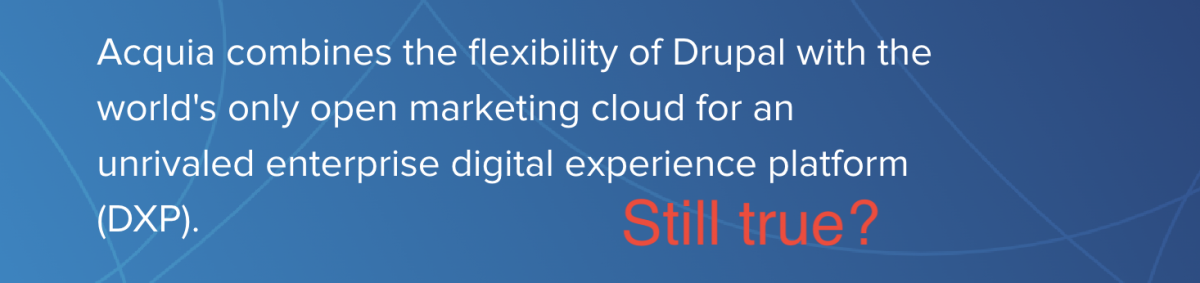 Acquia combines the flexibility of Drupal with the
world's only open marketing cloud for an
unrivaled enterprise digital experience platform
(DXP).
Still true?